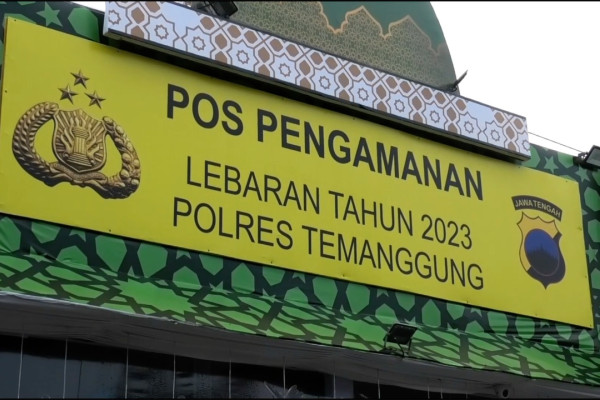 POS PENGAMANAN
LEBARAN TAHUN 2023
POLRES TEMANGGUNG
JAWA TENGAH